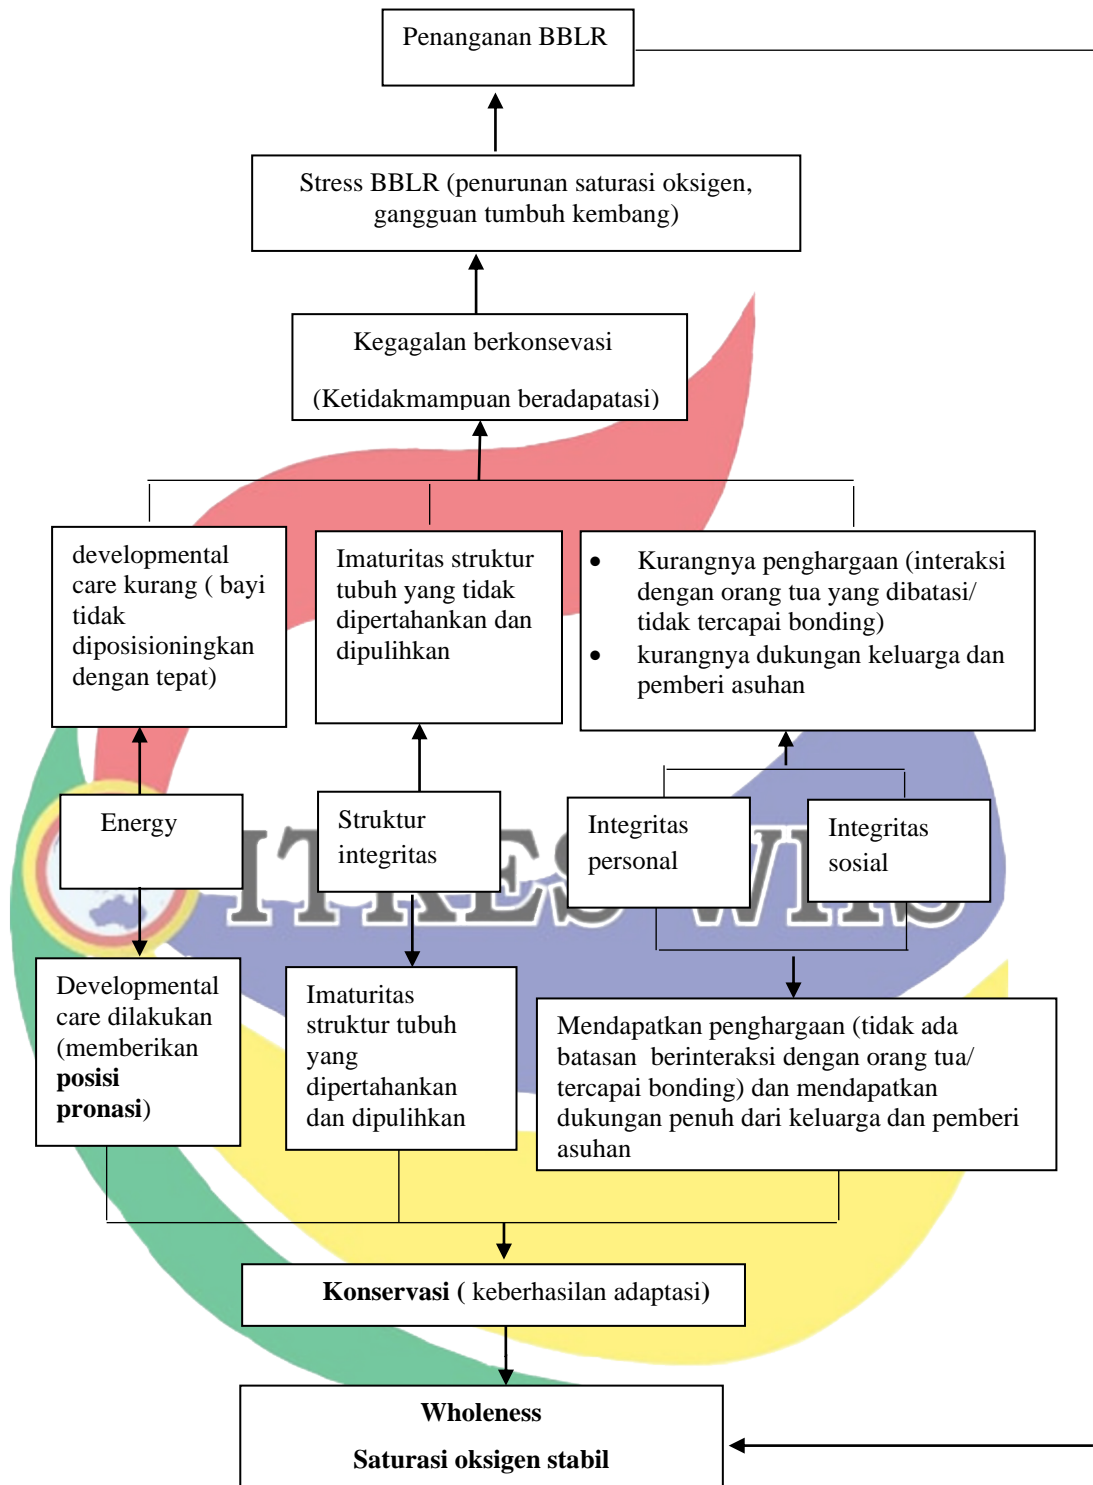 Penanganan BBLR
Stress BBLR (penurunan saturasi oksigen,
gangguan tumbuh kembang)
Kegagalan berkonsevasi
(Ketidakmampuan beradapatasi)
developmental
care kurang ( bayi
tidak
diposisioningkan
dengan tepat)
Imaturitas struktur
tubuh yang tidak
dipertahankan dan
dipulihkan
• Kurangnya penghargaan (interaksi
dengan orang tua yang dibatasi/
tidak tercapai bonding)
• kurangnya dukungan keluarga dan
pemberi asuhan
Energy
Struktur
integritas
Integritas
personal
Integritas
sosial
ITKES WHS
Developmental
care dilakukan
(memberikan
posisi
pronasi)
Imaturitas
struktur tubuh
yang
dipertahankan
dan dipulihkan
Mendapatkan penghargaan (tidak ada
batasan berinteraksi dengan orang tua/
tercapai bonding) dan mendapatkan
dukungan penuh dari keluarga dan pemberi
asuhan
Konservasi ( keberhasilan adaptasi)
Wholeness
Saturasi oksigen stabil